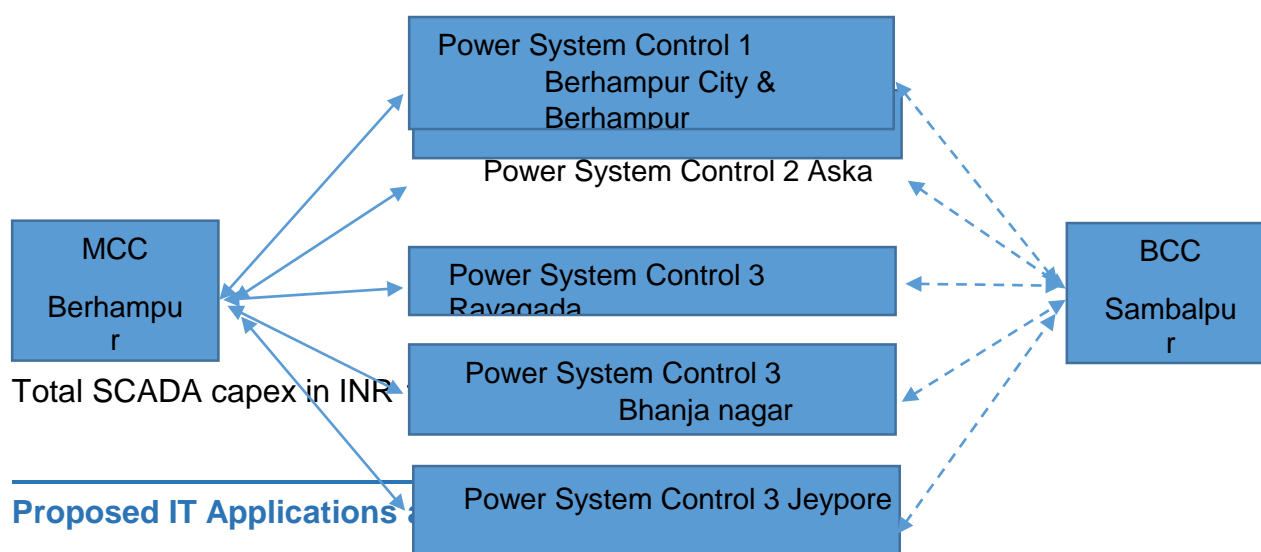 Power System Control 1
Berhampur City &
Berhampur
Power System Control 2 Aska
MCC
Berhampu
r
Power System Control 3
Rayagada
BCC
Sambalpu
r
Power System Control 3
Bhanja nagar
Total SCADA capex in INR
Power System Control 3 Jeypore
Proposed IT Applications